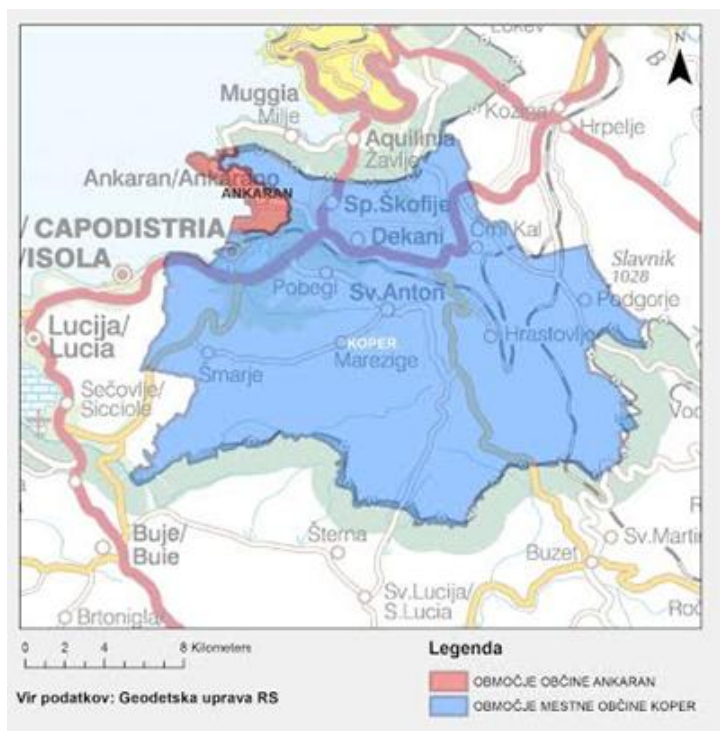 Lokev
N
B
Muggia
Milje
Kozina
Hrpelje
Aquilinia
Žavlje
Ankaran/Ankarano
ANKARAN
Sp.Škofije
/ CAPODISTRIA
Črni Kal
Dekani
/ISOLA
Slavnik
1028
Pobegi
Sv.Anton
Podgorje
Lucija/
Lucia
Hrastovlje
KOPER
Marezige
Šmarje
Sečovlje/
Sicciole
Buje/
Buie
Šterna
Buzet
Sv.Martin
Sv.Lucija/
S.Lucia
Roč
Brtonigla/
0 2 4 8 Kilometers
Legenda
OBMOČJE OBČINE ANKARAN
OBMOČJE MESTNE OBČINE KOPER
Vir podatkov: Geodetska uprava RS